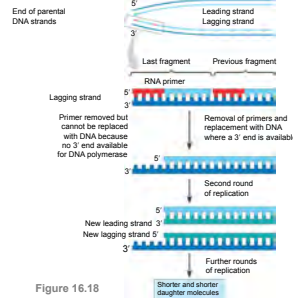 5'
End of parental
DNA strands
Leading strand
Lagging strand
3'
Last fragment
Previous fragment
RNA primer
Lagging strand
5'
3'
Primer removed but
cannot be replaced
with DNA because
no 3' end available
for DNA polymerase
Removal of primers and
replacement with DNA
where a 3' end is available
5'
3'
Second round
of replication
5'
New leading strand 3'
New lagging strand 5'
3'
Further rounds
of replication
Figure 16.18
Shorter and shorter
daughter molecules